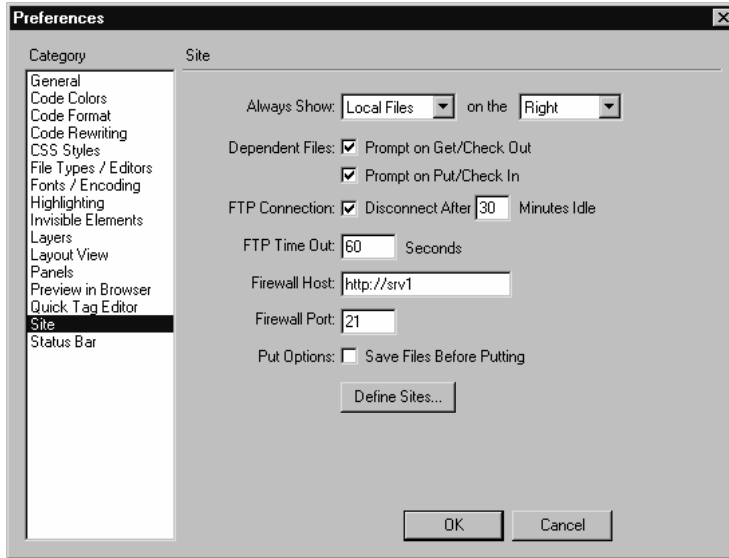 Preferences
Category
General
Code Colors
Code Format
Code Rewriting
CSS Styles
File Types / Editors
Fonts / Encoding
Highlighting
Invisible Elements
Layers
Layout View
Panels
Preview in Browser
Quick Tag Editor
Site
Status Bar
Site
Always Show: Local Files on the Right
Dependent Files: Prompt on Get/Check Out
Prompt on Put/Check In
FTP Connection: Disconnect After 30 Minutes Idle
FTP Time Out: 60 Seconds
Firewall Host: http://srv1
Firewall Port: 21
Put Options: Save Files Before Putting
Define Sites...
OK Cancel